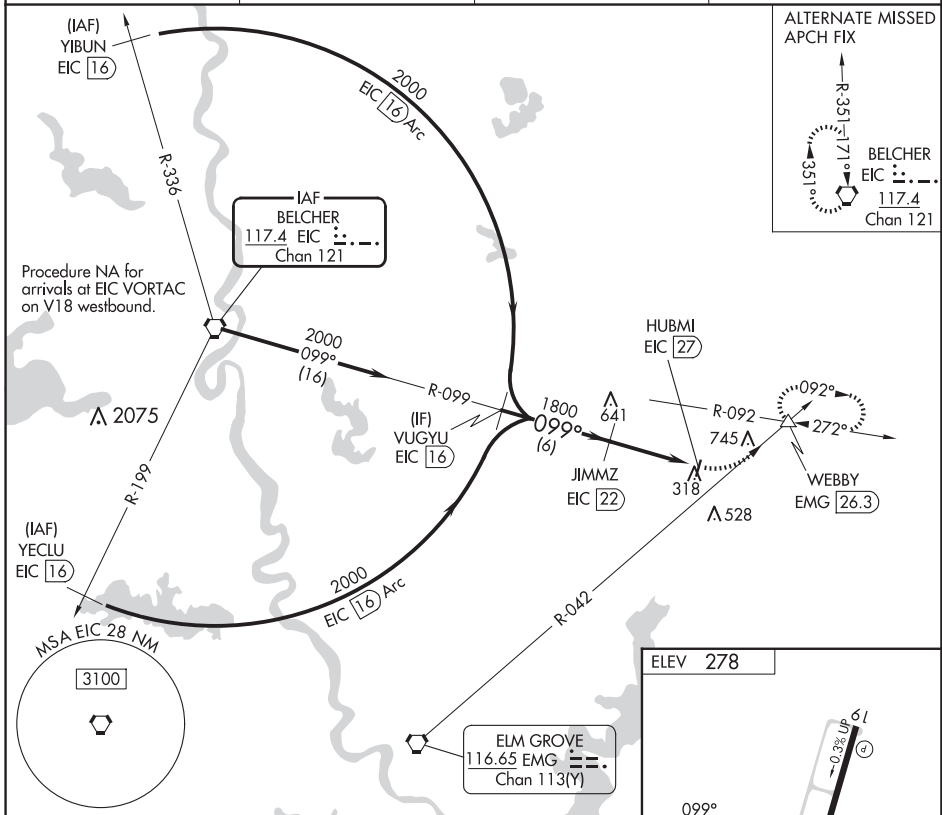 (IAF)
YIBUN
EIC 16
2000
EIC 16 Arc
R-336
ALTERNATE MISSED
APCH FIX
R-351
171°
351°
BELCHER
EIC
117.4
Chan 121
IAF
BELCHER
117.4 EIC
Chan 121
Procedure NA for
arrivals at EIC VORTAC
on V18 westbound.
2000
099°
(16)
R-099
HUBMI
EIC 27
2075
(IF)
VUGYU
EIC 16
1800
099°
(6)
641
R-092
092°
272°
745
JIMMZ
EIC 22
318
528
WEBBY
EMG 26.3
R-199
(IAF)
YECLU
EIC 16
2000
EIC 16 Arc
R-042
MSA EIC 28 NM
3100
ELM GROVE
116.65 EMG
Chan 113(Y)
ELEV 278
19
0.3% UP
P
099°